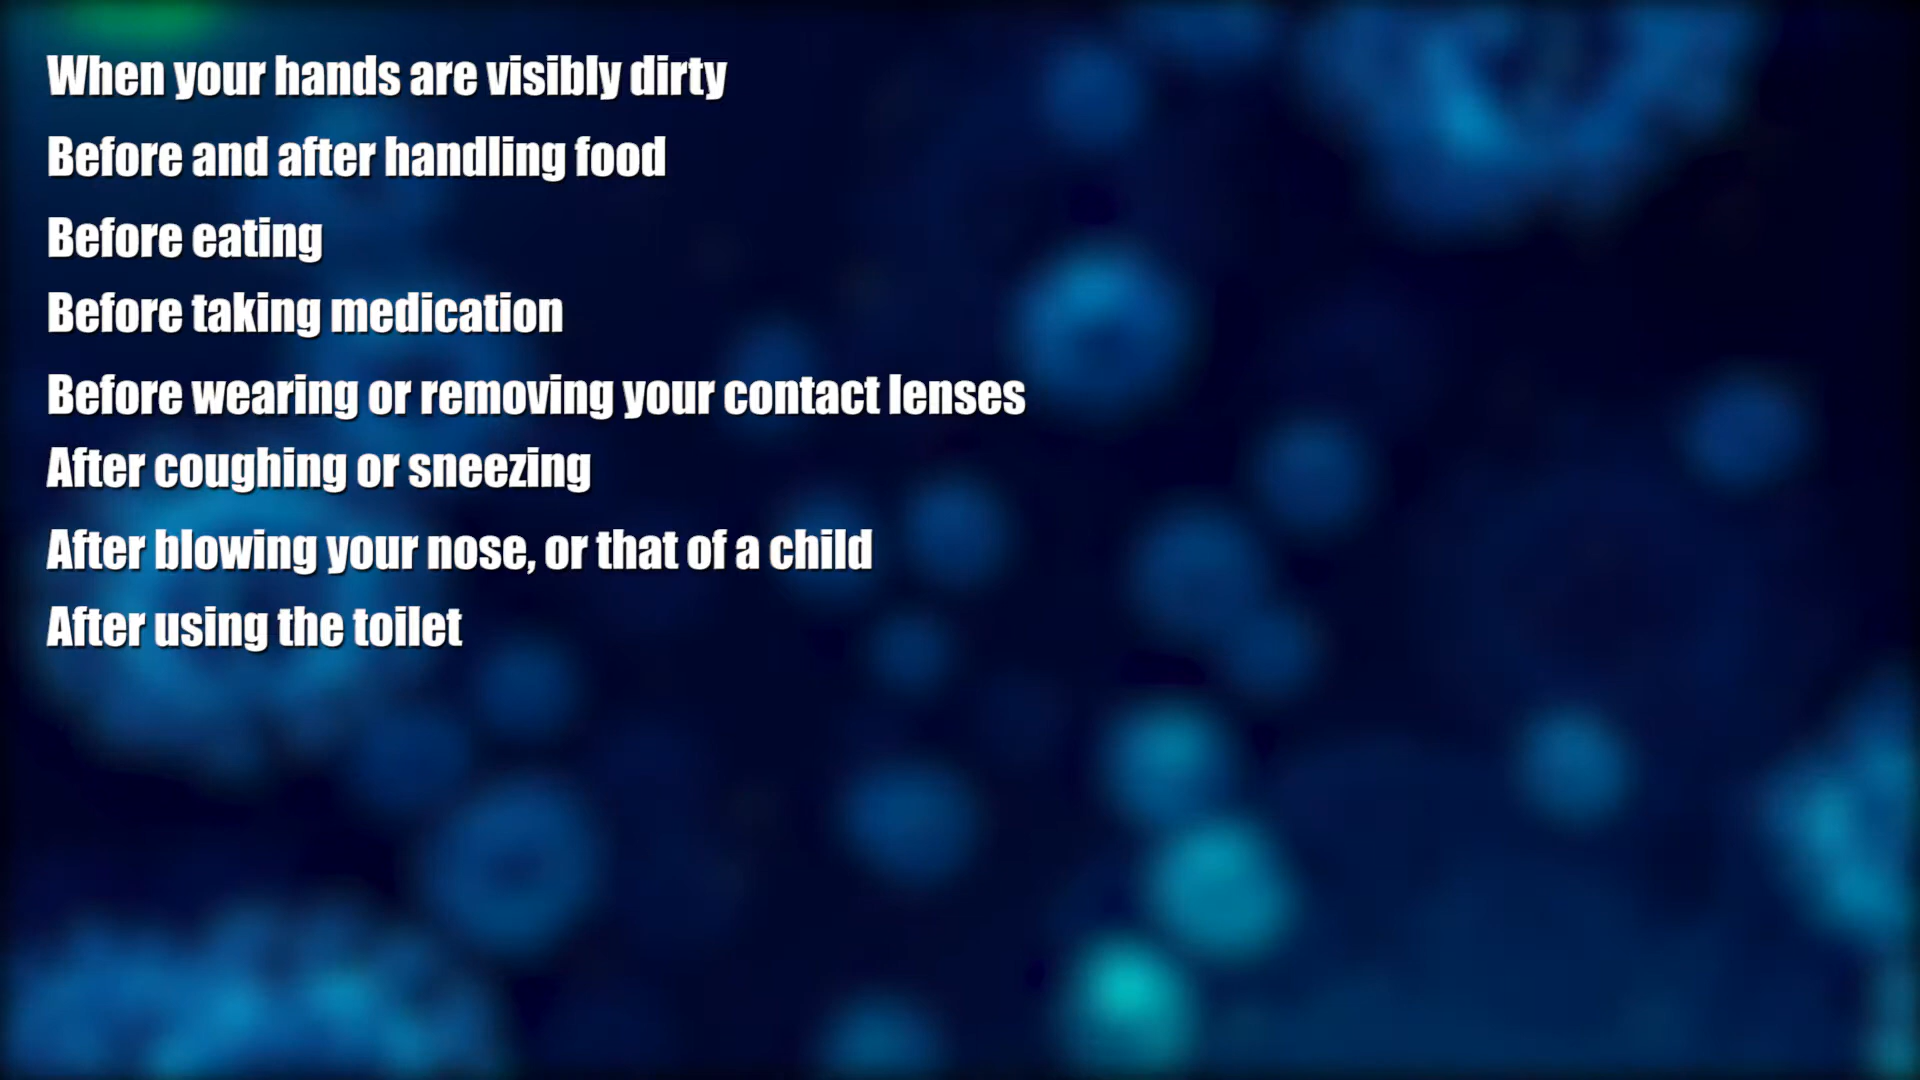 When your hands are visibly dirty
Before and after handling food
Before eating
Before taking medication
Before wearing or removing your contact lenses
After coughing or sneezing
After blowing your nose, or that of a child
After using the toilet